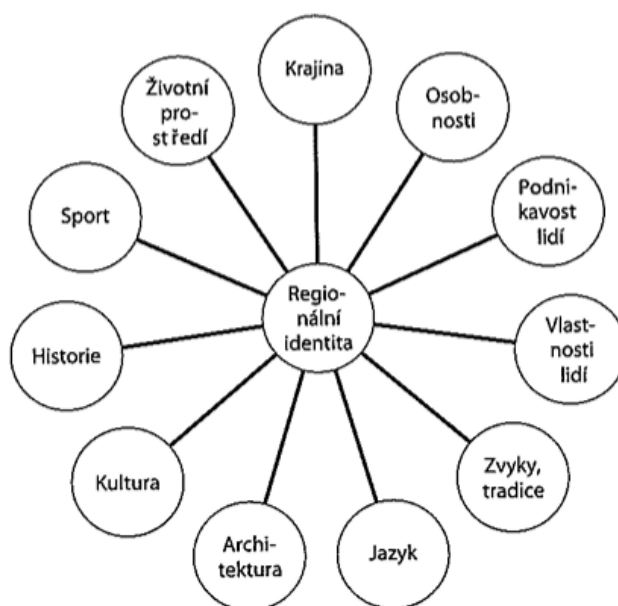 Krajina
Osob-
nosti
Podni-
kavost
lidí
Vlast-
nosti
lidí
Zvyky,
tradice
Jazyk
Archi-
tektura
Kultura
Historie
Sport
Životní
pro-
středí
Regio-
nální
identita